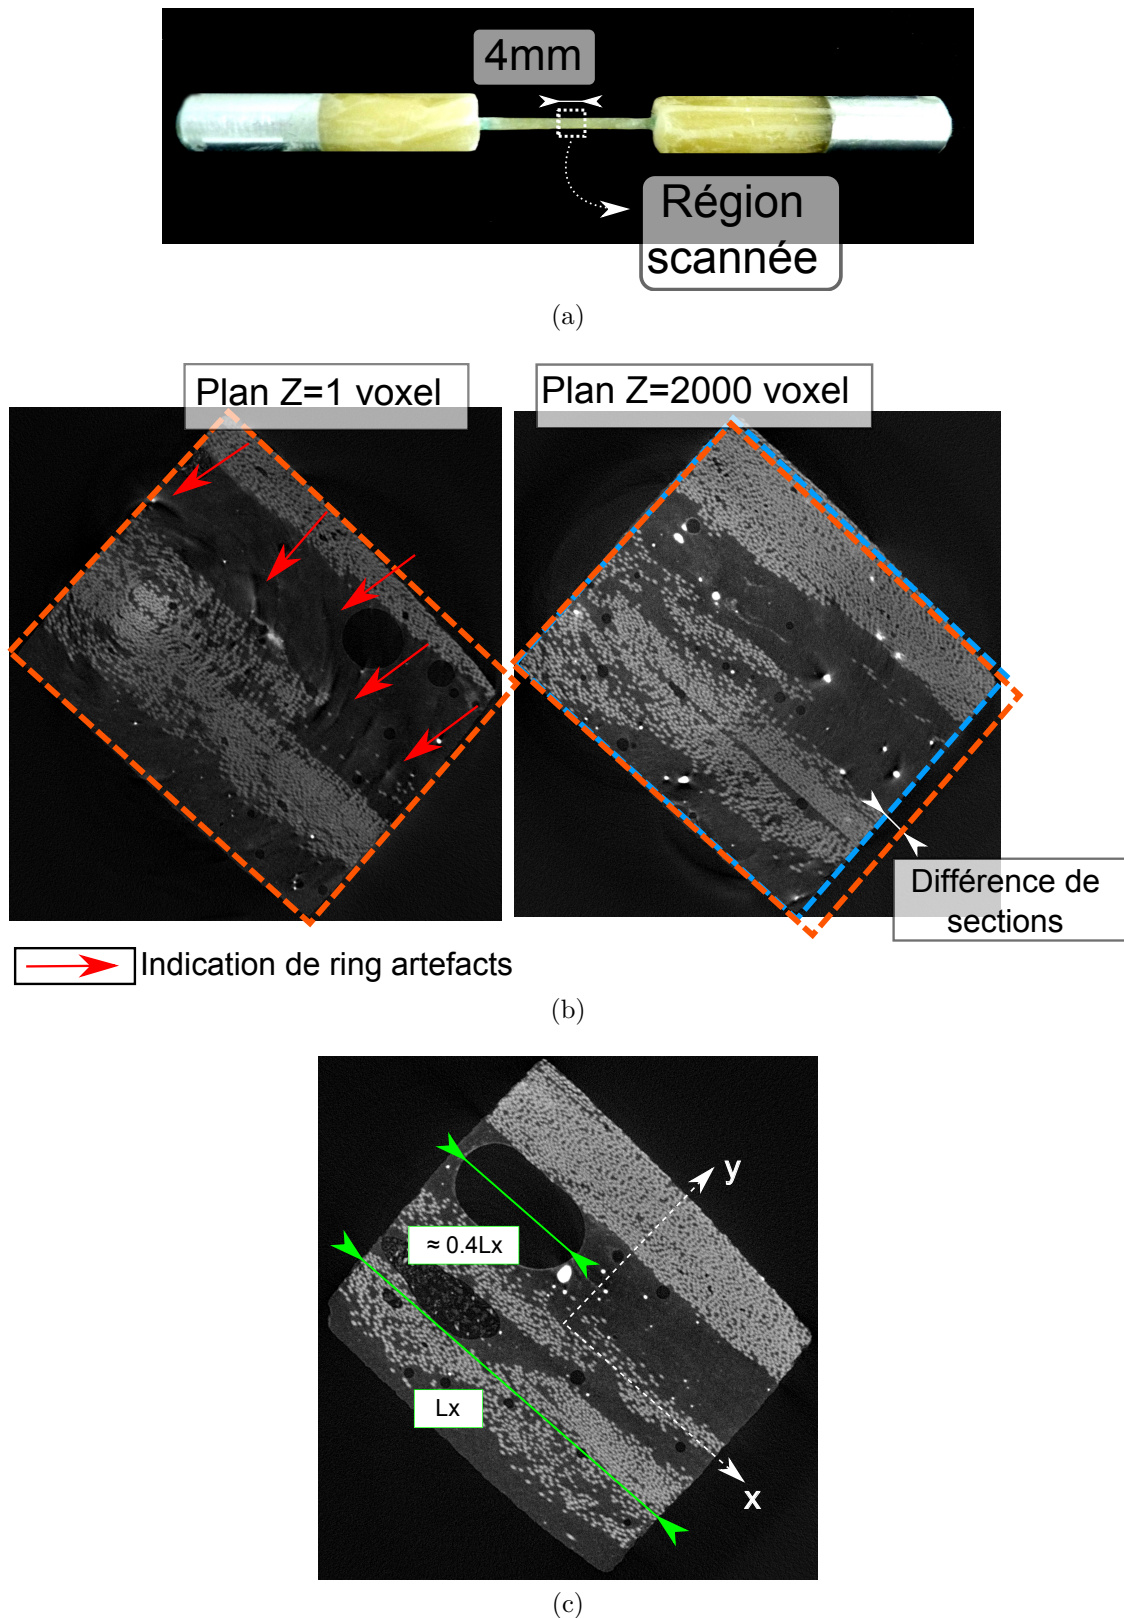 4mm
Région
scannée
(a)
Plan Z=1 voxel
Plan Z=2000 voxel
Différence de
sections
Indication de ring artefacts
(b)
y
≈ 0.4Lx
Lx
x
(c)